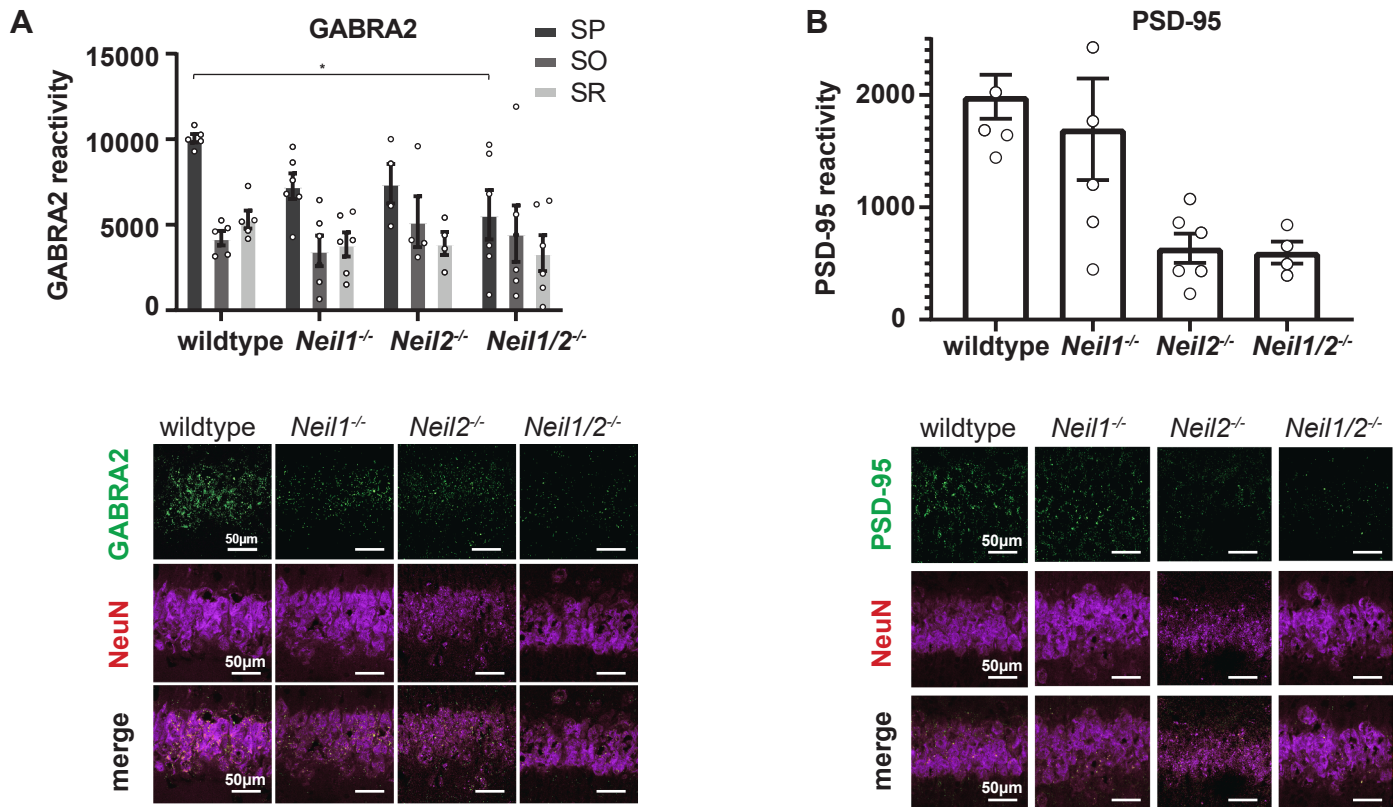 A
GABRA2
SP
SO
SR
GABRA2 reactivity
15000
10000
5000
0
*
wildtype Neil1-/- Neil2-/- Neil1/2-/-
wildtype Neil1-/- Neil2-/- Neil1/2-/-
GABRA2
50µm
NeuN
50µm
merge
50µm
B
PSD-95
PSD-95 reactivity
2000
1000
0
wildtype Neil1-/- Neil2-/- Neil1/2-/-
wildtype Neil1-/- Neil2-/- Neil1/2-/-
PSD-95
50µm
NeuN
50µm
merge
50µm